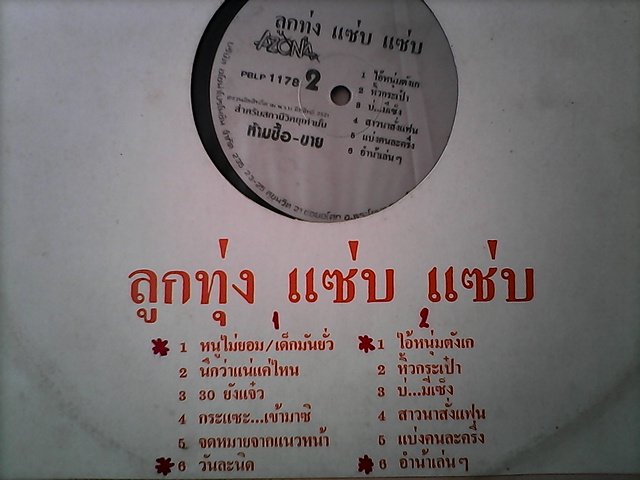 ลูกทุ่ง แซ่บ แซ่บ
AZONA
PBLP 1178 2
สำหรับสถานีวิทยุเท่านั้น
ห้ามซื้อ-ขาย
1 ไอ้หนุ่มตังเก
2 หิ้วกระเป๋า
3 บ่...มีเซ็ง
4 สาวนาสั่งแฟน
5 แบ่งคนละครึ่ง
6 อำนำ้เล่น ๆ
ลูกทุ่ง แซ่บ แซ่บ
1
1 หนูไม่ยอม/เด็กมันยั่ว
2 นึกว่าแน่แค่ไหน
3 30 ยังแจ๋ว
4 กระแซะ...เข้ามาซิ
5 จดหมายจากแนวหน้า
6 วันละนิด
2
1 ไอ้หนุ่มตังเก
2 หิ้วกระเป๋า
3 บ่...มีเซ็ง
4 สาวนาสั่งแฟน
5 แบ่งคนละครึ่ง
6 อำนำ้เล่น ๆ